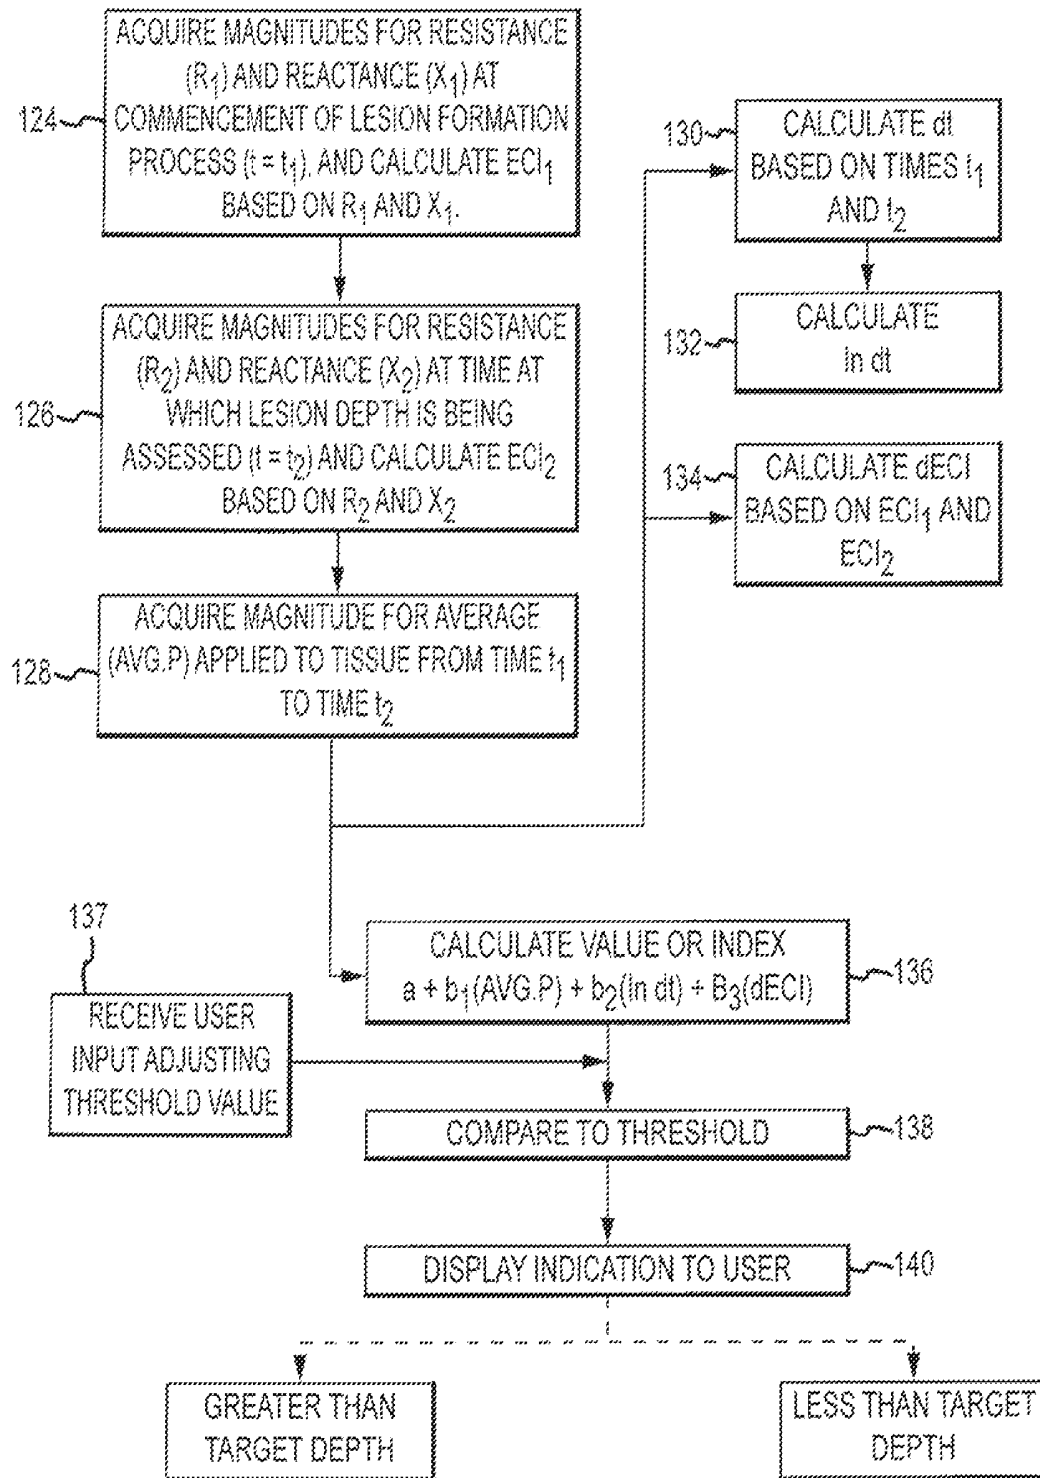 124
ACQUIRE MAGNITUDES FOR RESISTANCE
(R1) AND REACTANCE (X1) AT
COMMENCEMENT OF LESION FORMATION
PROCESS (t = t1), AND CALCULATE ECI1
BASED ON R1 AND X1.
126
ACQUIRE MAGNITUDES FOR RESISTANCE
(R2) AND REACTANCE (X2) AT TIME AT
WHICH LESION DEPTH IS BEING
ASSESSED (t = t2) AND CALCULATE ECI2
BASED ON R2 AND X2
128
ACQUIRE MAGNITUDE FOR AVERAGE
(AVG.P) APPLIED TO TISSUE FROM TIME t1
TO TIME t2
130
CALCULATE dt
BASED ON TIMES t1
AND t2
132
CALCULATE
ln dt
134
CALCULATE dECI
BASED ON ECI1 AND
ECI2
136
CALCULATE VALUE OR INDEX
a + b1(AVG.P) + b2(ln dt) + B3(dECI)
137
RECEIVE USER
INPUT ADJUSTING
THRESHOLD VALUE
138
COMPARE TO THRESHOLD
140
DISPLAY INDICATION TO USER
GREATER THAN
TARGET DEPTH
LESS THAN TARGET
DEPTH